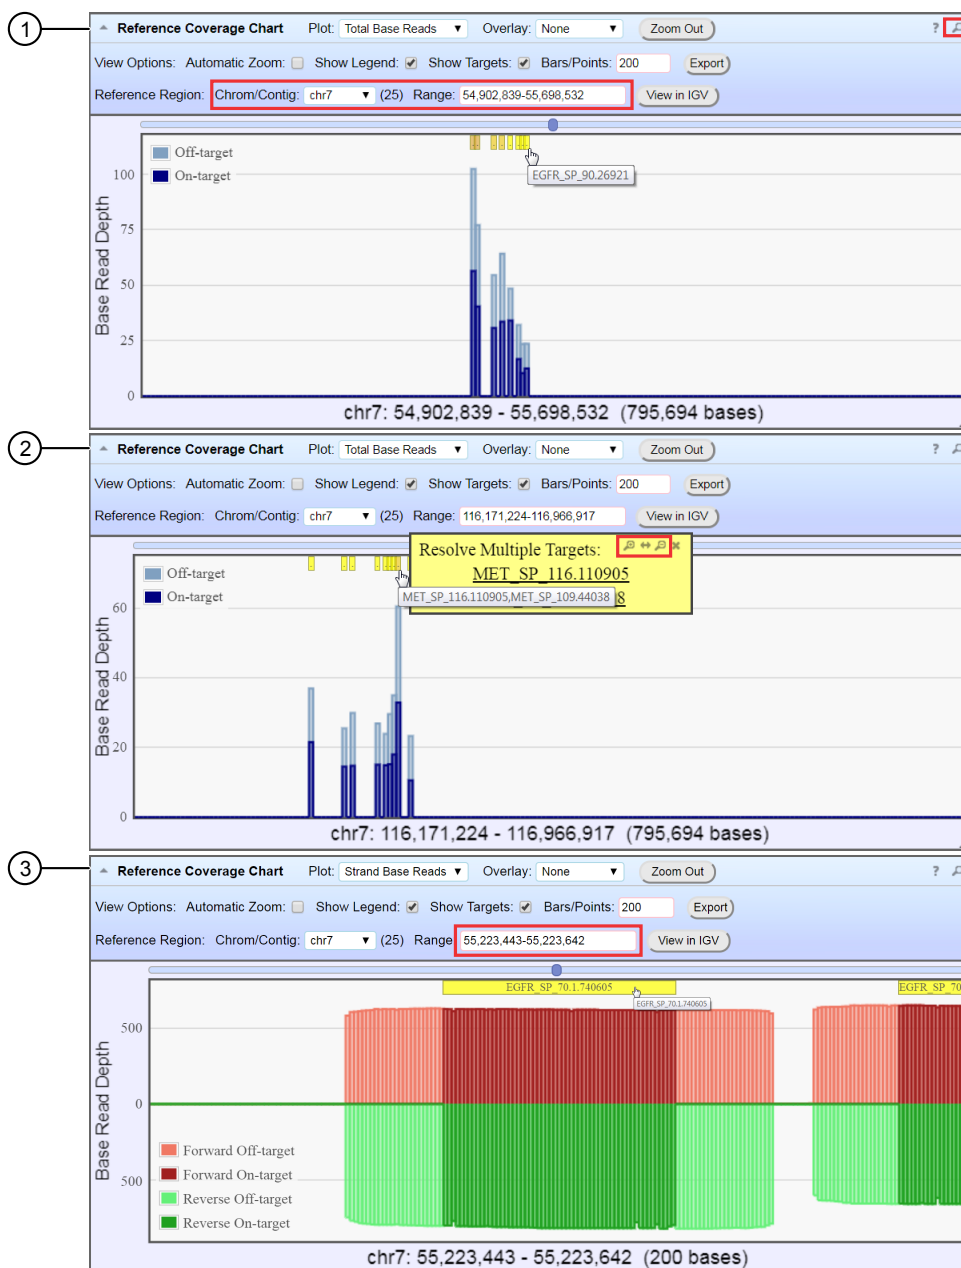 1
Reference Coverage Chart Plot: Total Base Reads ▼ Overlay: None ▼ Zoom Out ?
View Options: Automatic Zoom: Show Legend: ✔ Show Targets: ✔ Bars/Points: 200 Export
Reference Region: Chrom/Contig: chr7 ▼ (25) Range: 54,902,839-55,698,532 View in IGV
Off-target
On-target
EGFR_SP_90.26921
Base Read Depth
100
75
50
25
0
chr7: 54,902,839 - 55,698,532 (795,694 bases)
2
Reference Coverage Chart Plot: Total Base Reads ▼ Overlay: None ▼ Zoom Out ?
View Options: Automatic Zoom: Show Legend: ✔ Show Targets: ✔ Bars/Points: 200 Export
Reference Region: Chrom/Contig: chr7 ▼ (25) Range: 116,171,224-116,966,917 View in IGV
Resolve Multiple Targets:
MET_SP_116.110905
8
MET_SP_116.110905,MET_SP_109.44038
Off-target
On-target
Base Read Depth
60
40
20
0
chr7: 116,171,224 - 116,966,917 (795,694 bases)
3
Reference Coverage Chart Plot: Strand Base Reads ▼ Overlay: None ▼ Zoom Out ?
View Options: Automatic Zoom: Show Legend: ✔ Show Targets: ✔ Bars/Points: 200 Export
Reference Region: Chrom/Contig: chr7 ▼ (25) Range 55,223,443-55,223,642 View in IGV
EGFR_SP_70.1.740605 EGFR_SP_70
EGFR_SP_70.1.740605
Base Read Depth
500
0
500
Forward Off-target
Forward On-target
Reverse Off-target
Reverse On-target
chr7: 55,223,443 - 55,223,642 (200 bases)